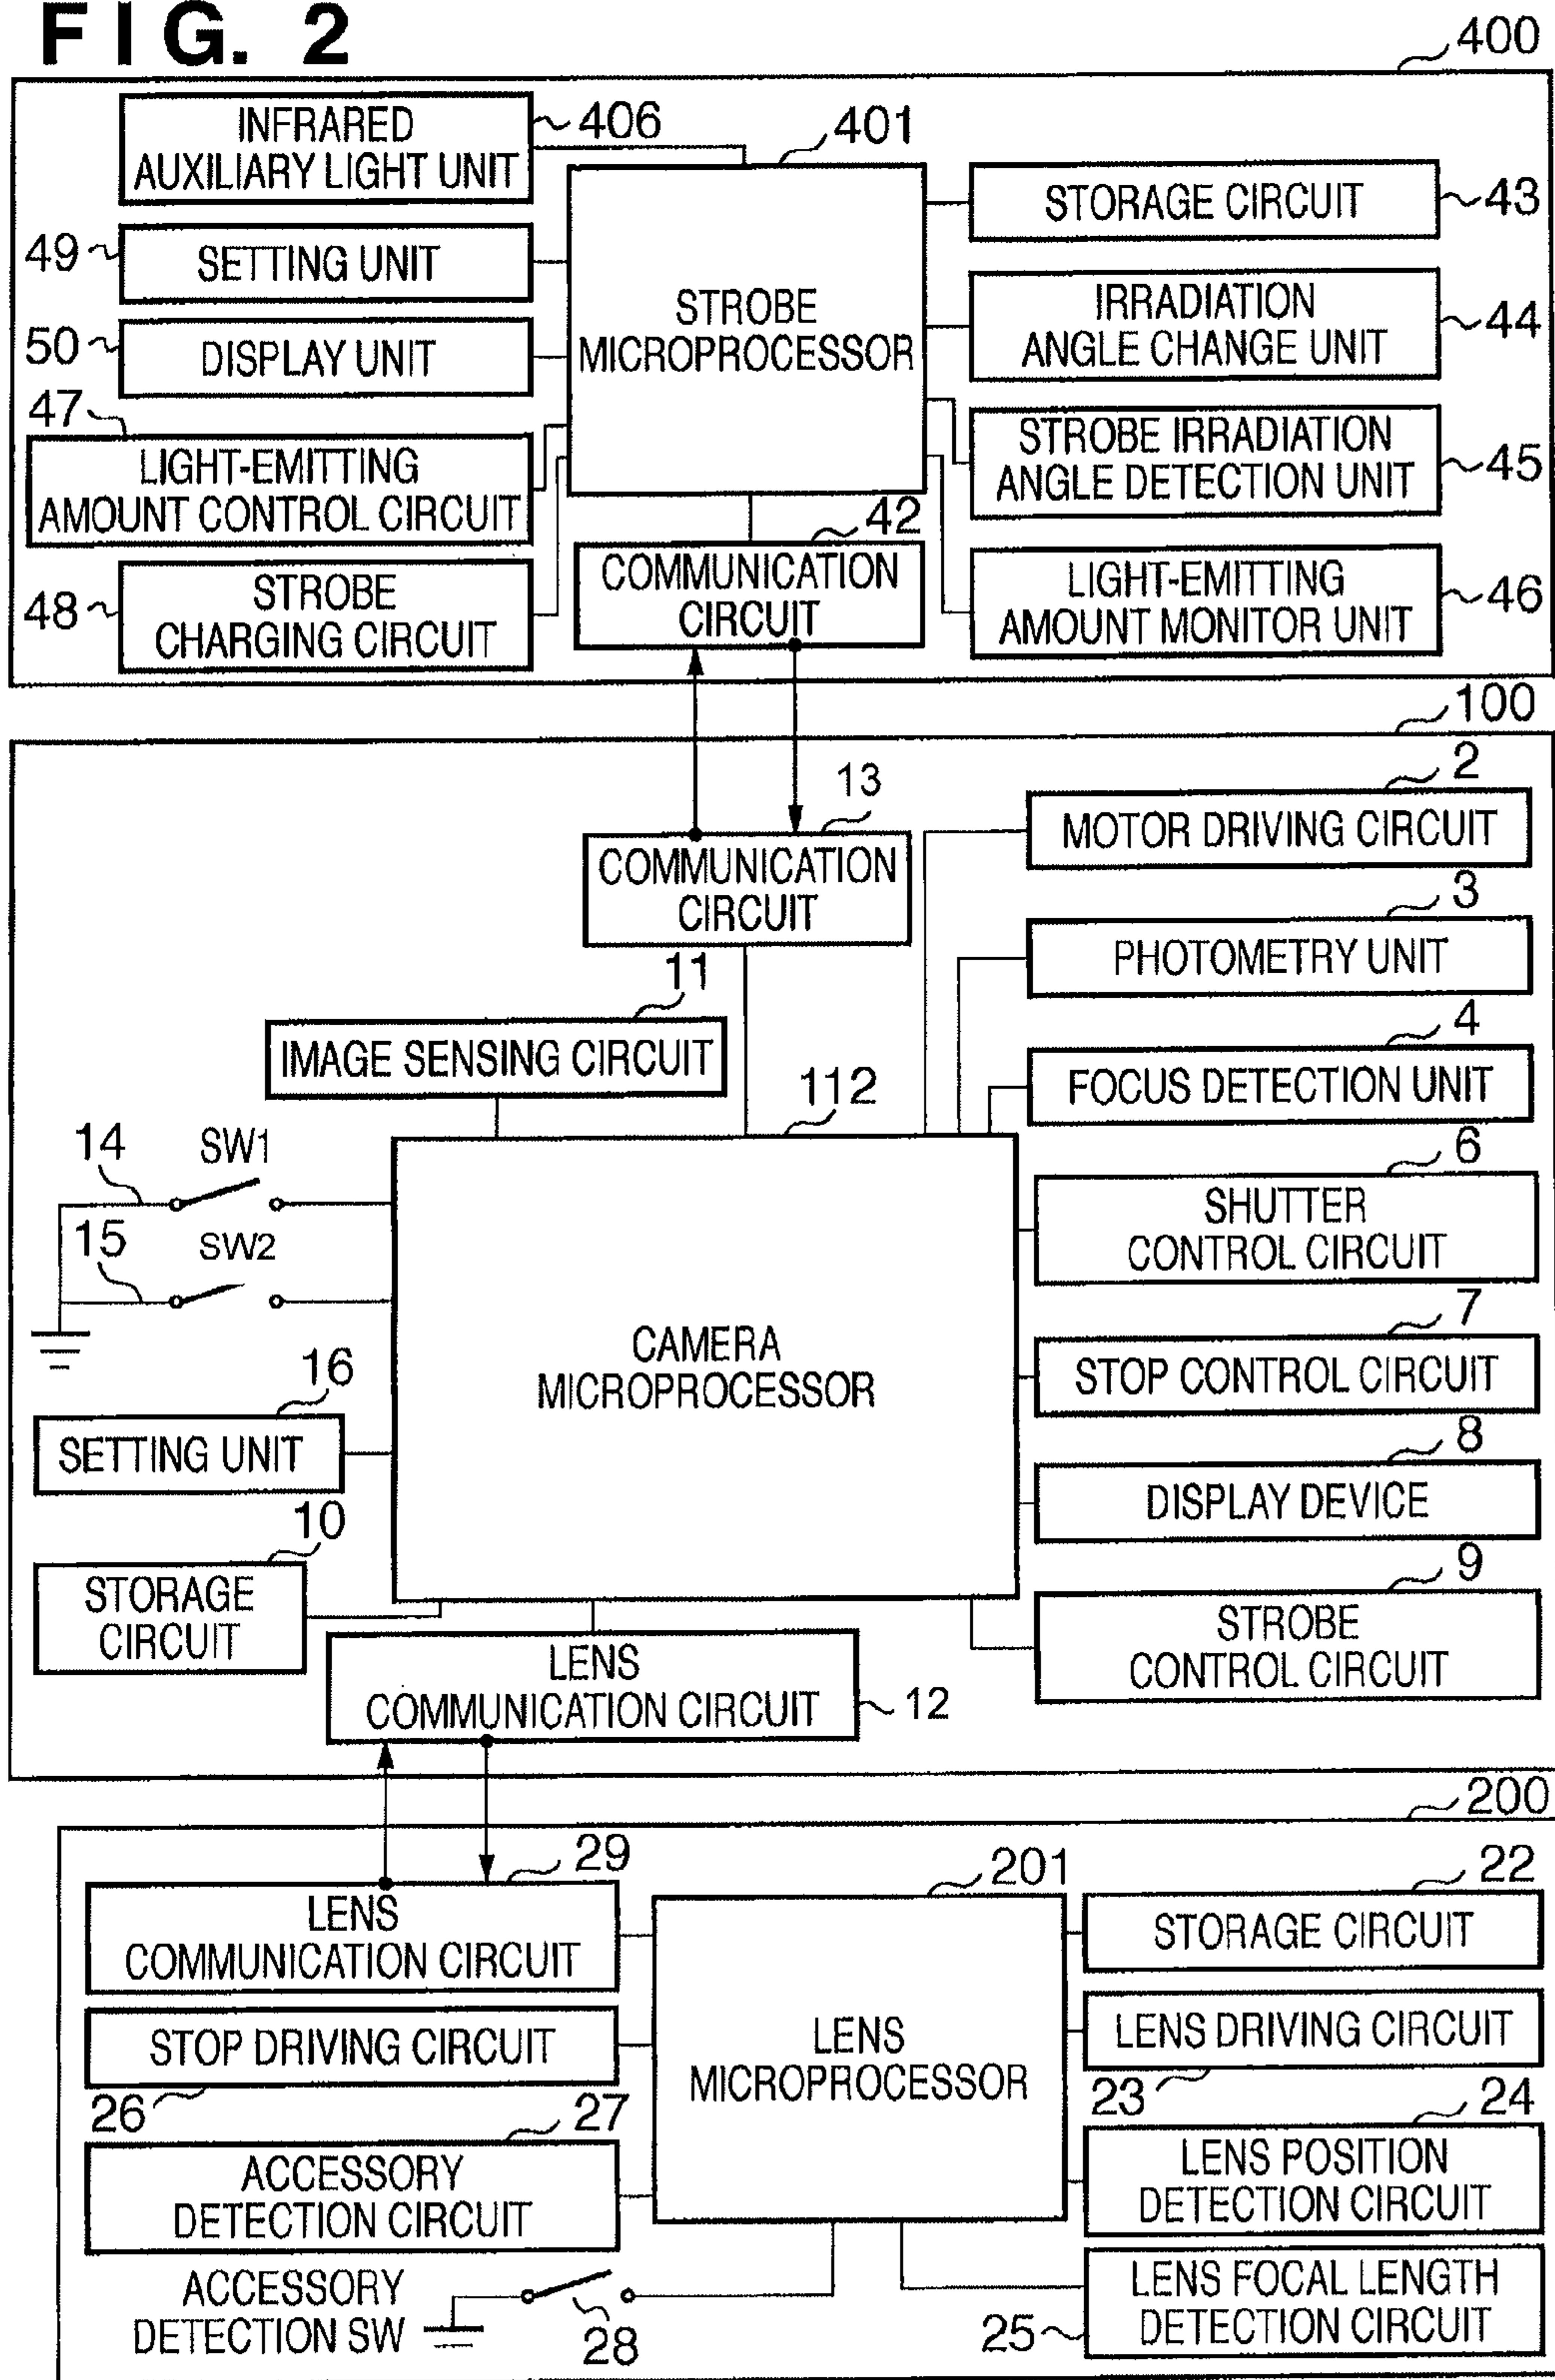 FIG. 2
400
INFRARED
AUXILIARY LIGHT UNIT
406
401
49
SETTING UNIT
50
DISPLAY UNIT
47
LIGHT-EMITTING
AMOUNT CONTROL CIRCUIT
48
STROBE
CHARGING CIRCUIT
STROBE
MICROPROCESSOR
42
COMMUNICATION
CIRCUIT
STORAGE CIRCUIT
43
IRRADIATION
ANGLE CHANGE UNIT
44
STROBE IRRADIATION
ANGLE DETECTION UNIT
45
LIGHT-EMITTING
AMOUNT MONITOR UNIT
46
100
13
COMMUNICATION
CIRCUIT
2
MOTOR DRIVING CIRCUIT
3
PHOTOMETRY UNIT
4
FOCUS DETECTION UNIT
11
IMAGE SENSING CIRCUIT
112
14
SW1
15
SW2
16
SETTING UNIT
10
STORAGE
CIRCUIT
CAMERA
MICROPROCESSOR
6
SHUTTER
CONTROL CIRCUIT
7
STOP CONTROL CIRCUIT
8
DISPLAY DEVICE
9
STROBE
CONTROL CIRCUIT
LENS
COMMUNICATION CIRCUIT
12
200
29
LENS
COMMUNICATION CIRCUIT
STOP DRIVING CIRCUIT
26
27
ACCESSORY
DETECTION CIRCUIT
ACCESSORY
DETECTION SW
28
201
LENS
MICROPROCESSOR
22
STORAGE CIRCUIT
LENS DRIVING CIRCUIT
23
24
LENS POSITION
DETECTION CIRCUIT
LENS FOCAL LENGTH
DETECTION CIRCUIT
25